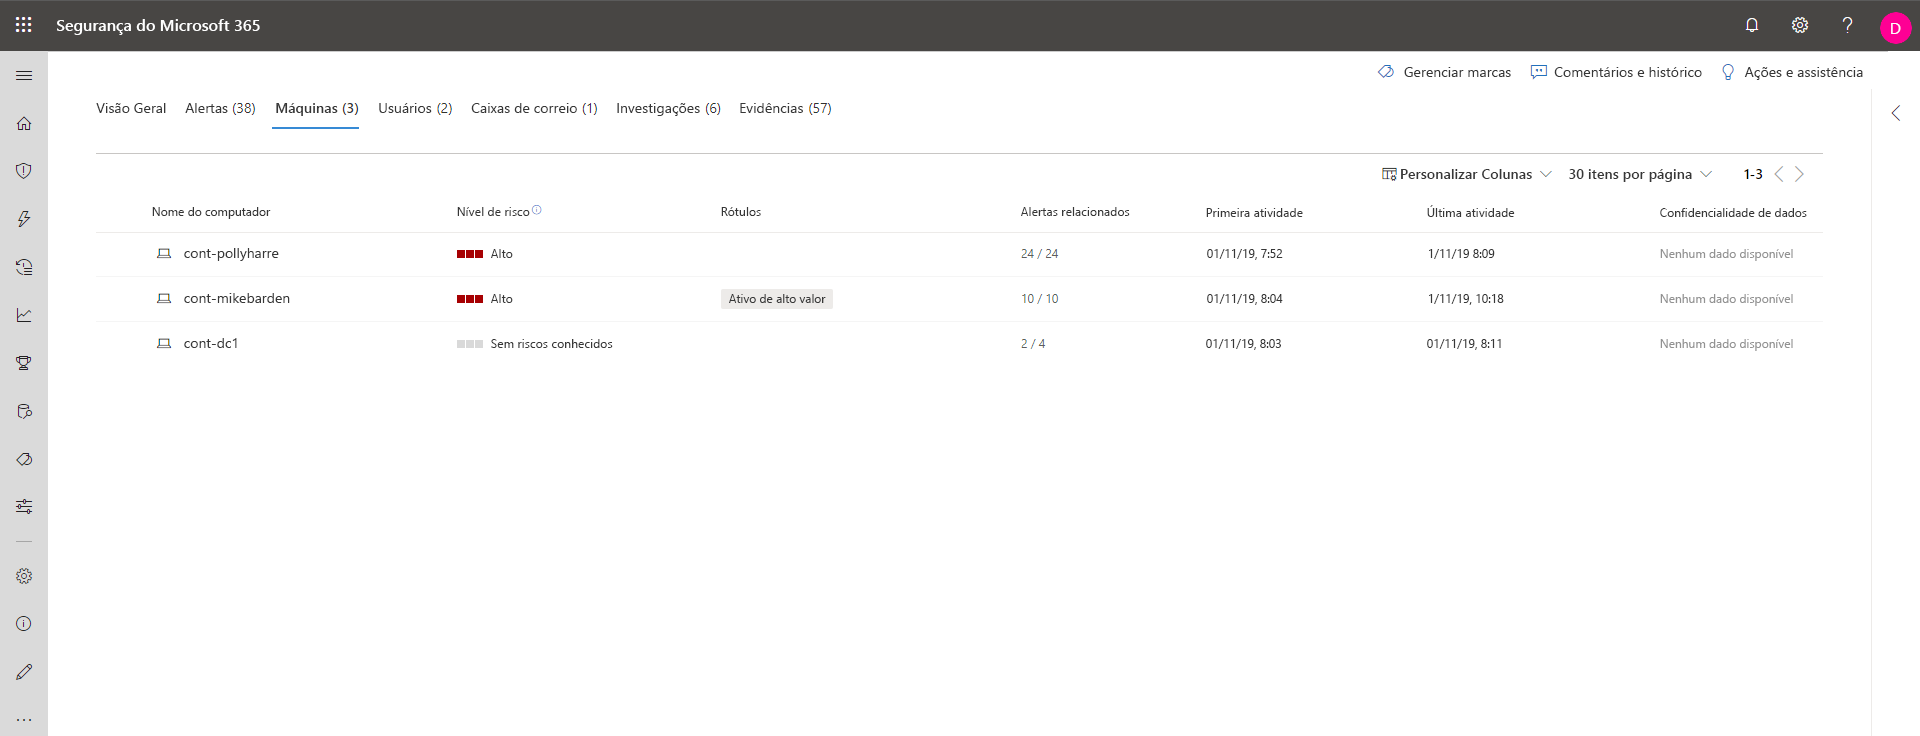 Segurança do Microsoft 365
D
Gerenciar marcas Comentários e histórico Ações e assistência
Visão Geral Alertas (38) Máquinas (3) Usuários (2) Caixas de correio (1) Investigações (6) Evidências (57)
Personalizar Colunas 30 itens por página 1-3
Nome do computador Nível de risco Rótulos Alertas relacionados Primeira atividade Última atividade Confidencialidade de dados
cont-pollyharre Alto 24 / 24 01/11/19, 7:52 1/11/19 8:09 Nenhum dado disponível
cont-mikebarden Alto Ativo de alto valor 10 / 10 01/11/19, 8:04 1/11/19, 10:18 Nenhum dado disponível
cont-dc1 Sem riscos conhecidos 2 / 4 01/11/19, 8:03 01/11/19, 8:11 Nenhum dado disponível